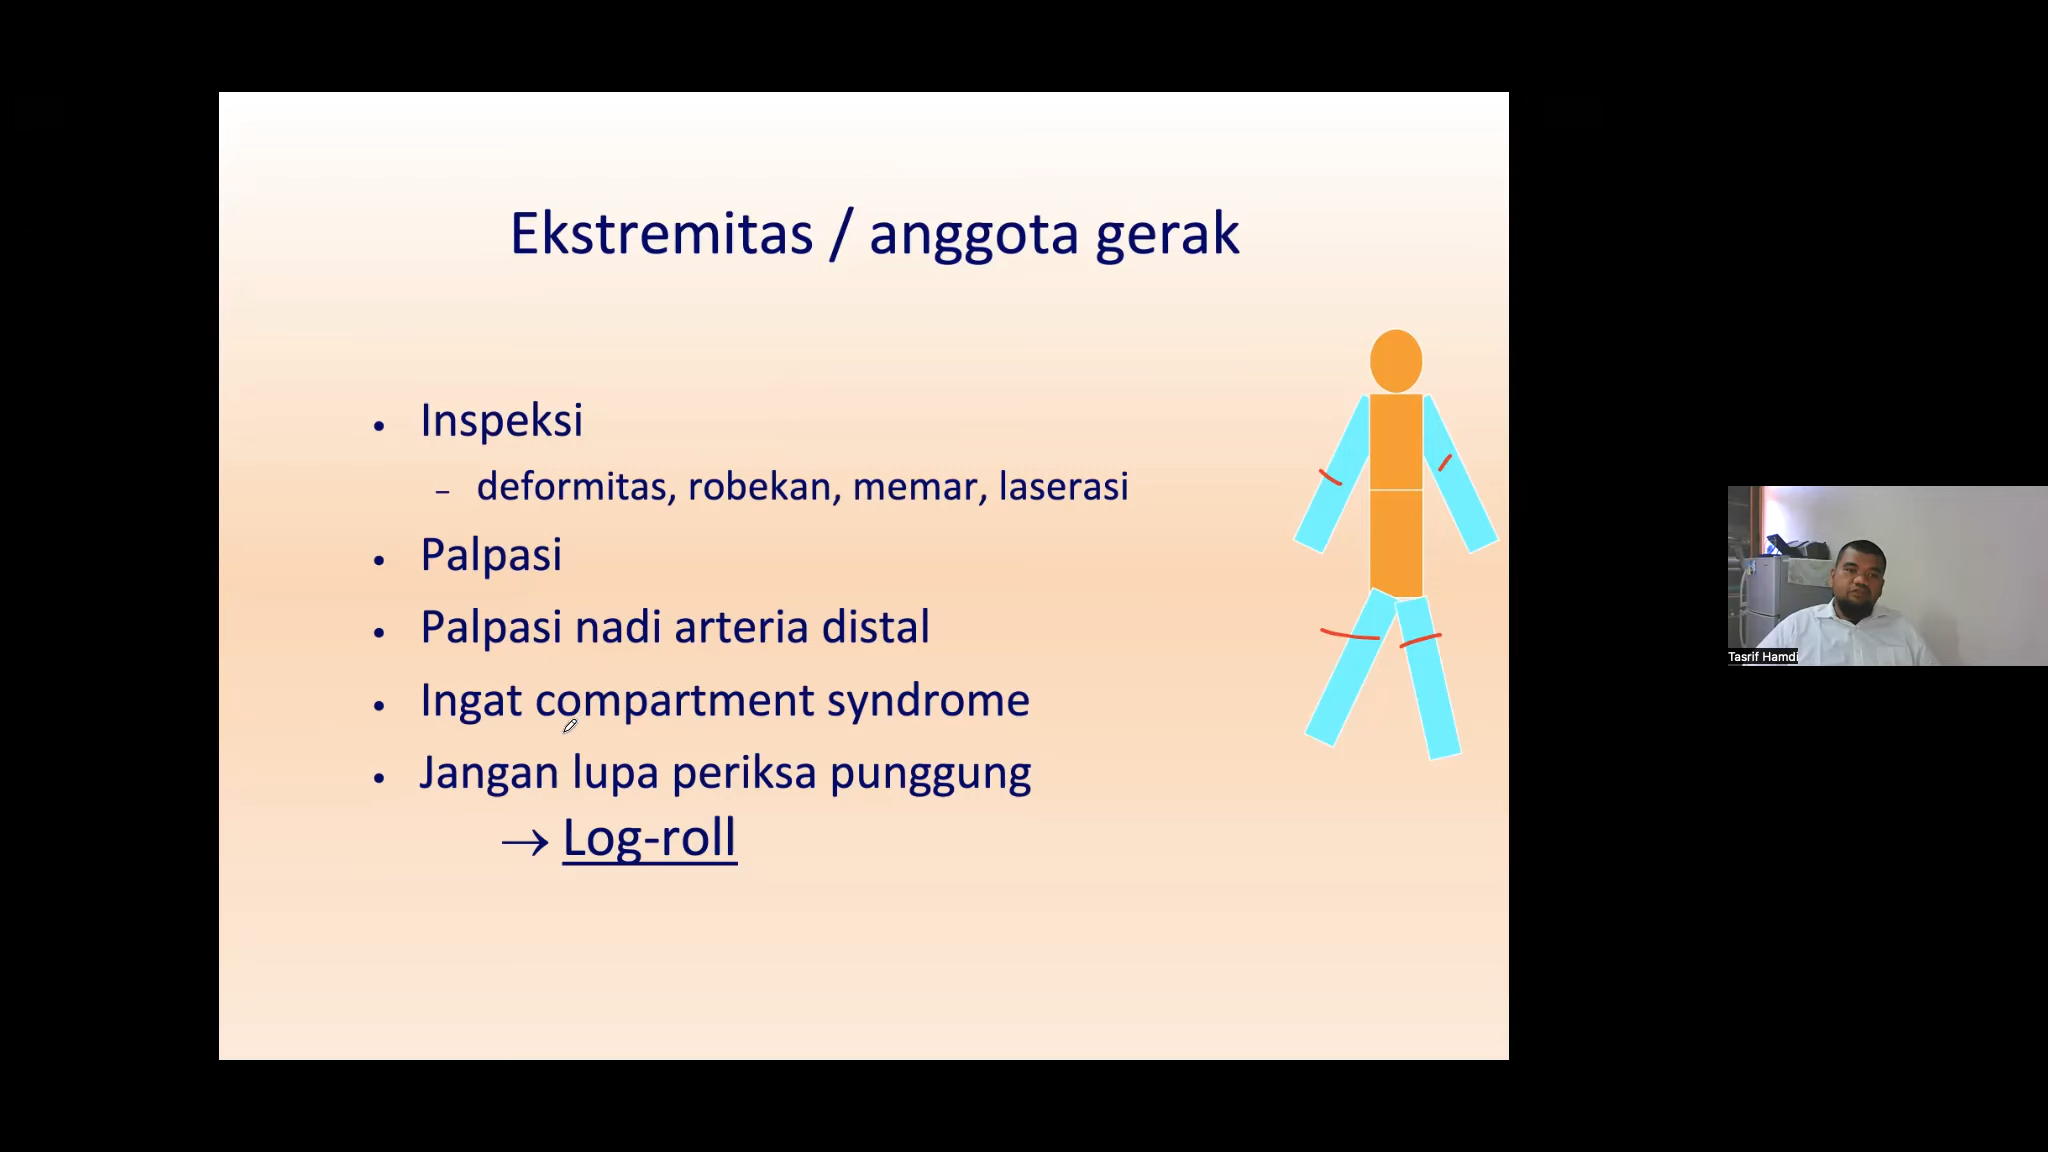 Ekstremitas / anggota gerak
• Inspeksi
– deformitas, robekan, memar, laserasi
• Palpasi
• Palpasi nadi arteria distal
• Ingat compartment syndrome
• Jangan lupa periksa punggung
→ Log-roll
Tasrif Hamdi